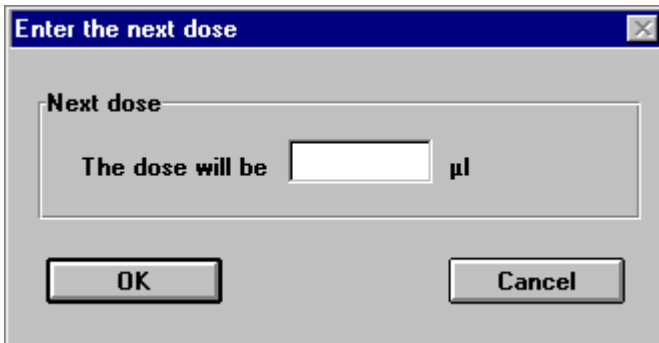 Enter the next dose
Next dose
The dose will be µl
OK Cancel